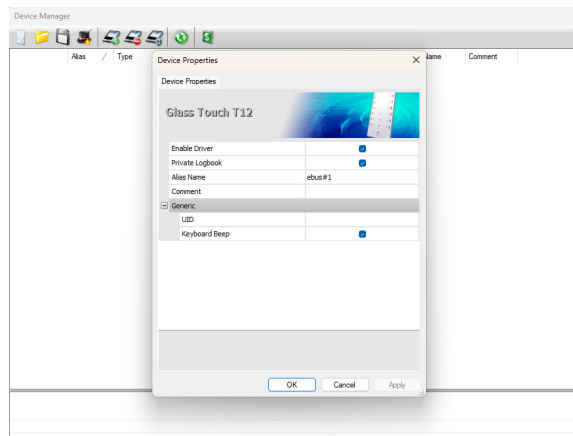 Device Manager
Alias / Type
Name Comment
Device Properties
Device Properties
Glass Touch T12
Enable Driver
Private Logbook
Alias Name ebus#1
Comment
Generic
UID
Keyboard Beep
OK Cancel Apply